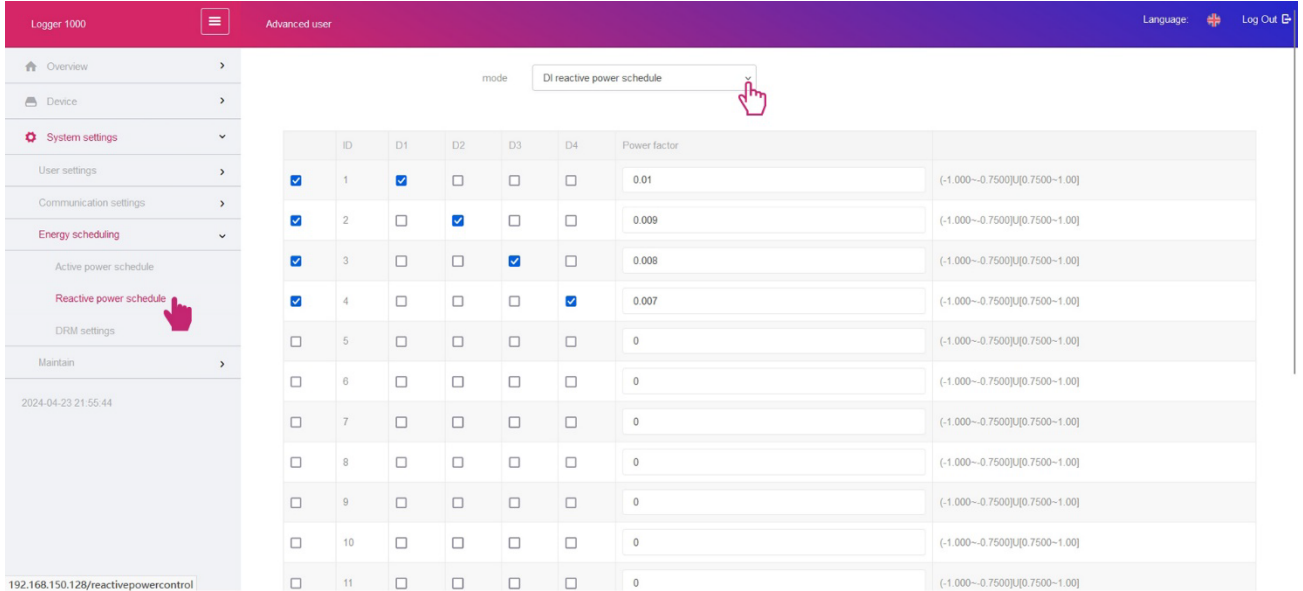 Logger 1000
Advanced user
Language:
Log Out
Overview
Device
System settings
User settings
Communication settings
Energy scheduling
Active power schedule
Reactive power schedule
DRM settings
Maintain
2024-04-23 21:55:44
192.168.150.128/reactivepowercontrol
mode DI reactive power schedule
ID D1 D2 D3 D4 Power factor
1 0.01 (-1.000~-0.7500]U[0.7500~1.00]
2 0.009 (-1.000~-0.7500]U[0.7500~1.00]
3 0.008 (-1.000~-0.7500]U[0.7500~1.00]
4 0.007 (-1.000~-0.7500]U[0.7500~1.00]
5 0 (-1.000~-0.7500]U[0.7500~1.00]
6 0 (-1.000~-0.7500]U[0.7500~1.00]
7 0 (-1.000~-0.7500]U[0.7500~1.00]
8 0 (-1.000~-0.7500]U[0.7500~1.00]
9 0 (-1.000~-0.7500]U[0.7500~1.00]
10 0 (-1.000~-0.7500]U[0.7500~1.00]
11 0 (-1.000~-0.7500]U[0.7500~1.00]